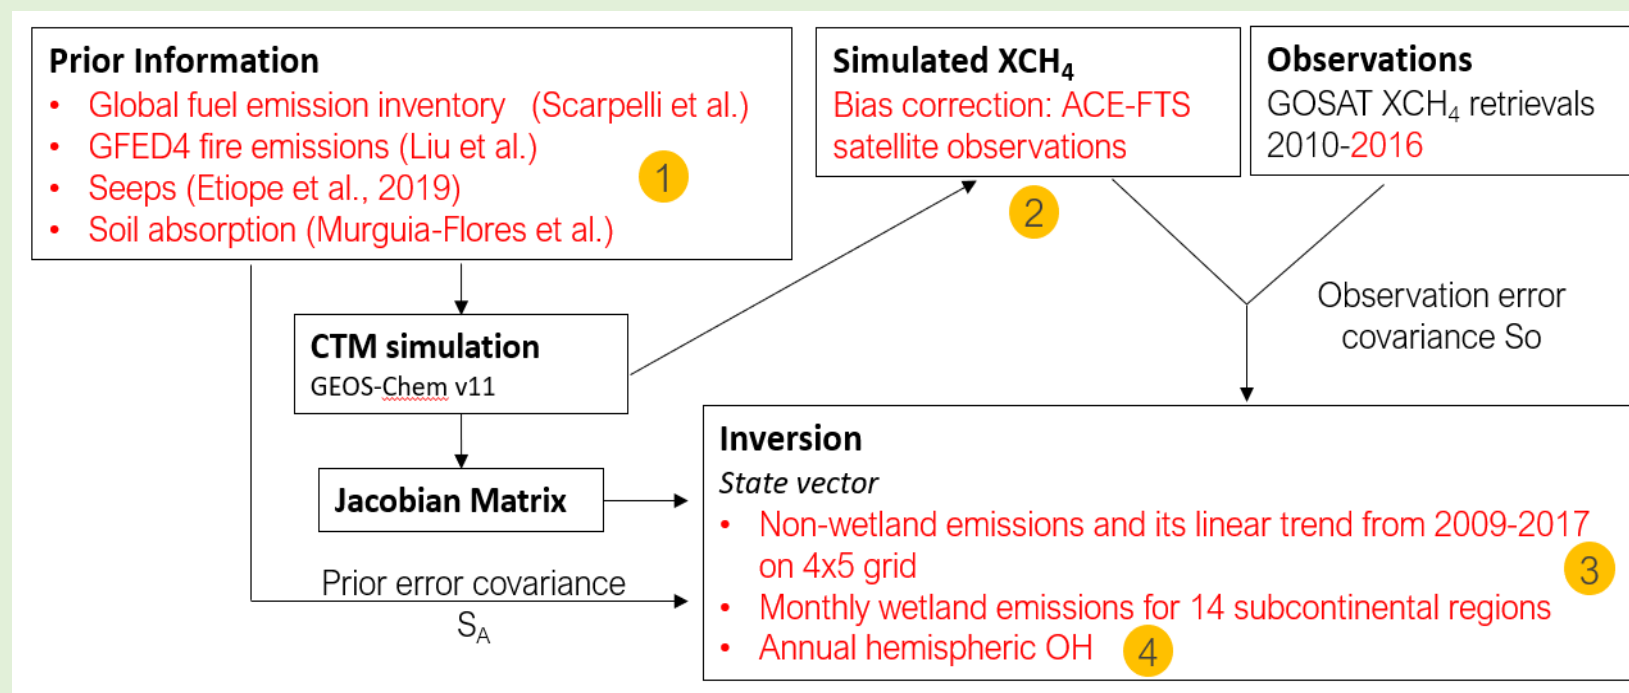 Prior Information
• Global fuel emission inventory (Scarpelli et al.)
• GFED4 fire emissions (Liu et al.)
• Seeps (Etiope et al., 2019)
• Soil absorption (Murguia-Flores et al.)
1
Simulated XCH₄
Bias correction: ACE-FTS
satellite observations
2
Observations
GOSAT XCH₄ retrievals
2010-2016
CTM simulation
GEOS-Chem v11
Observation error
covariance So
Jacobian Matrix
Prior error covariance
S_A
Inversion
State vector
• Non-wetland emissions and its linear trend from 2009-2017
on 4x5 grid
3
• Monthly wetland emissions for 14 subcontinental regions
• Annual hemispheric OH
4